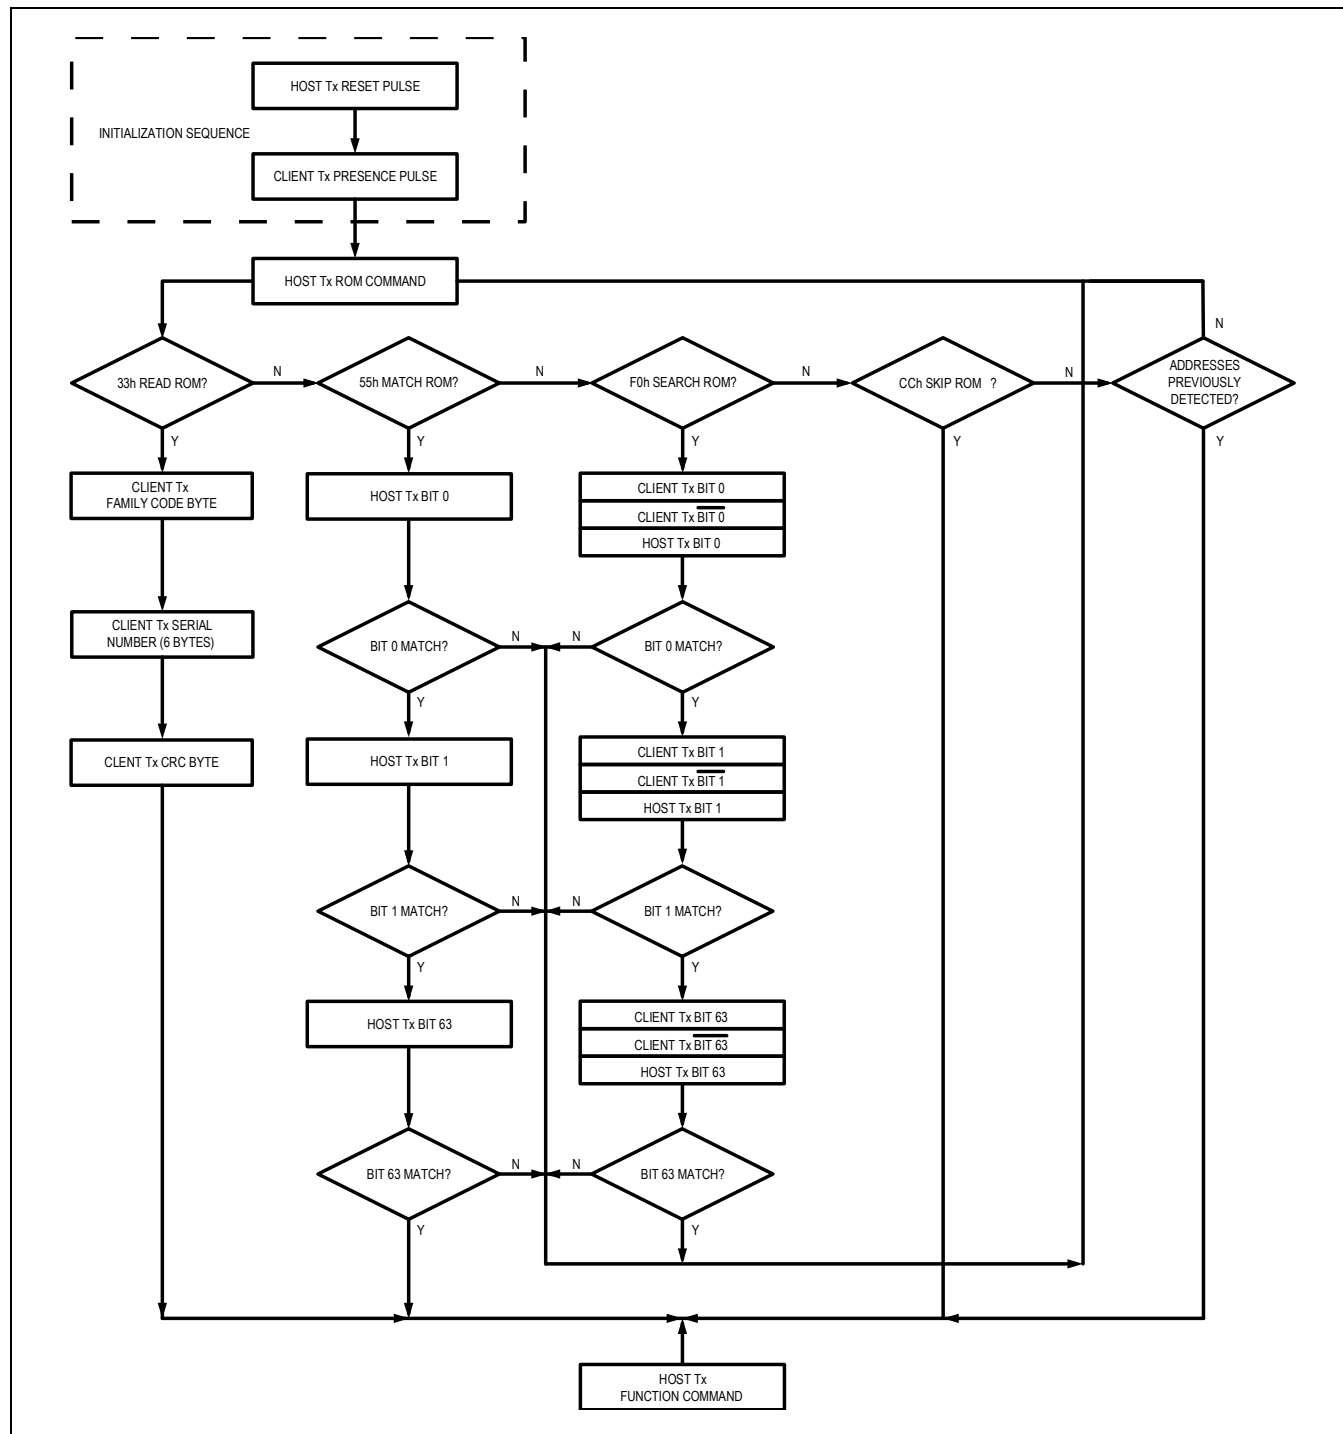 HOST Tx RESET PULSE
INITIALIZATION SEQUENCE
CLIENT Tx PRESENCE PULSE
HOST Tx ROM COMMAND
N
33h READ ROM?
N
55h MATCH ROM?
N
F0h SEARCH ROM?
N
CCh SKIP ROM ?
N
ADDRESSES
PREVIOUSLY
DETECTED?
Y
Y
Y
Y
Y
CLIENT Tx
FAMILY CODE BYTE
HOST Tx BIT 0
CLIENT Tx BIT 0
CLIENT Tx B̅I̅T̅ ̅0̅
HOST Tx BIT 0
CLIENT Tx SERIAL
NUMBER (6 BYTES)
BIT 0 MATCH?
N
N
BIT 0 MATCH?
Y
Y
CLENT Tx CRC BYTE
HOST Tx BIT 1
CLIENT Tx BIT 1
CLIENT Tx B̅I̅T̅ ̅1̅
HOST Tx BIT 1
BIT 1 MATCH?
N
N
BIT 1 MATCH?
Y
Y
HOST Tx BIT 63
CLIENT Tx BIT 63
CLIENT Tx B̅I̅T̅ ̅6̅3̅
HOST Tx BIT 63
BIT 63 MATCH?
N
N
BIT 63 MATCH?
Y
Y
HOST Tx
FUNCTION COMMAND